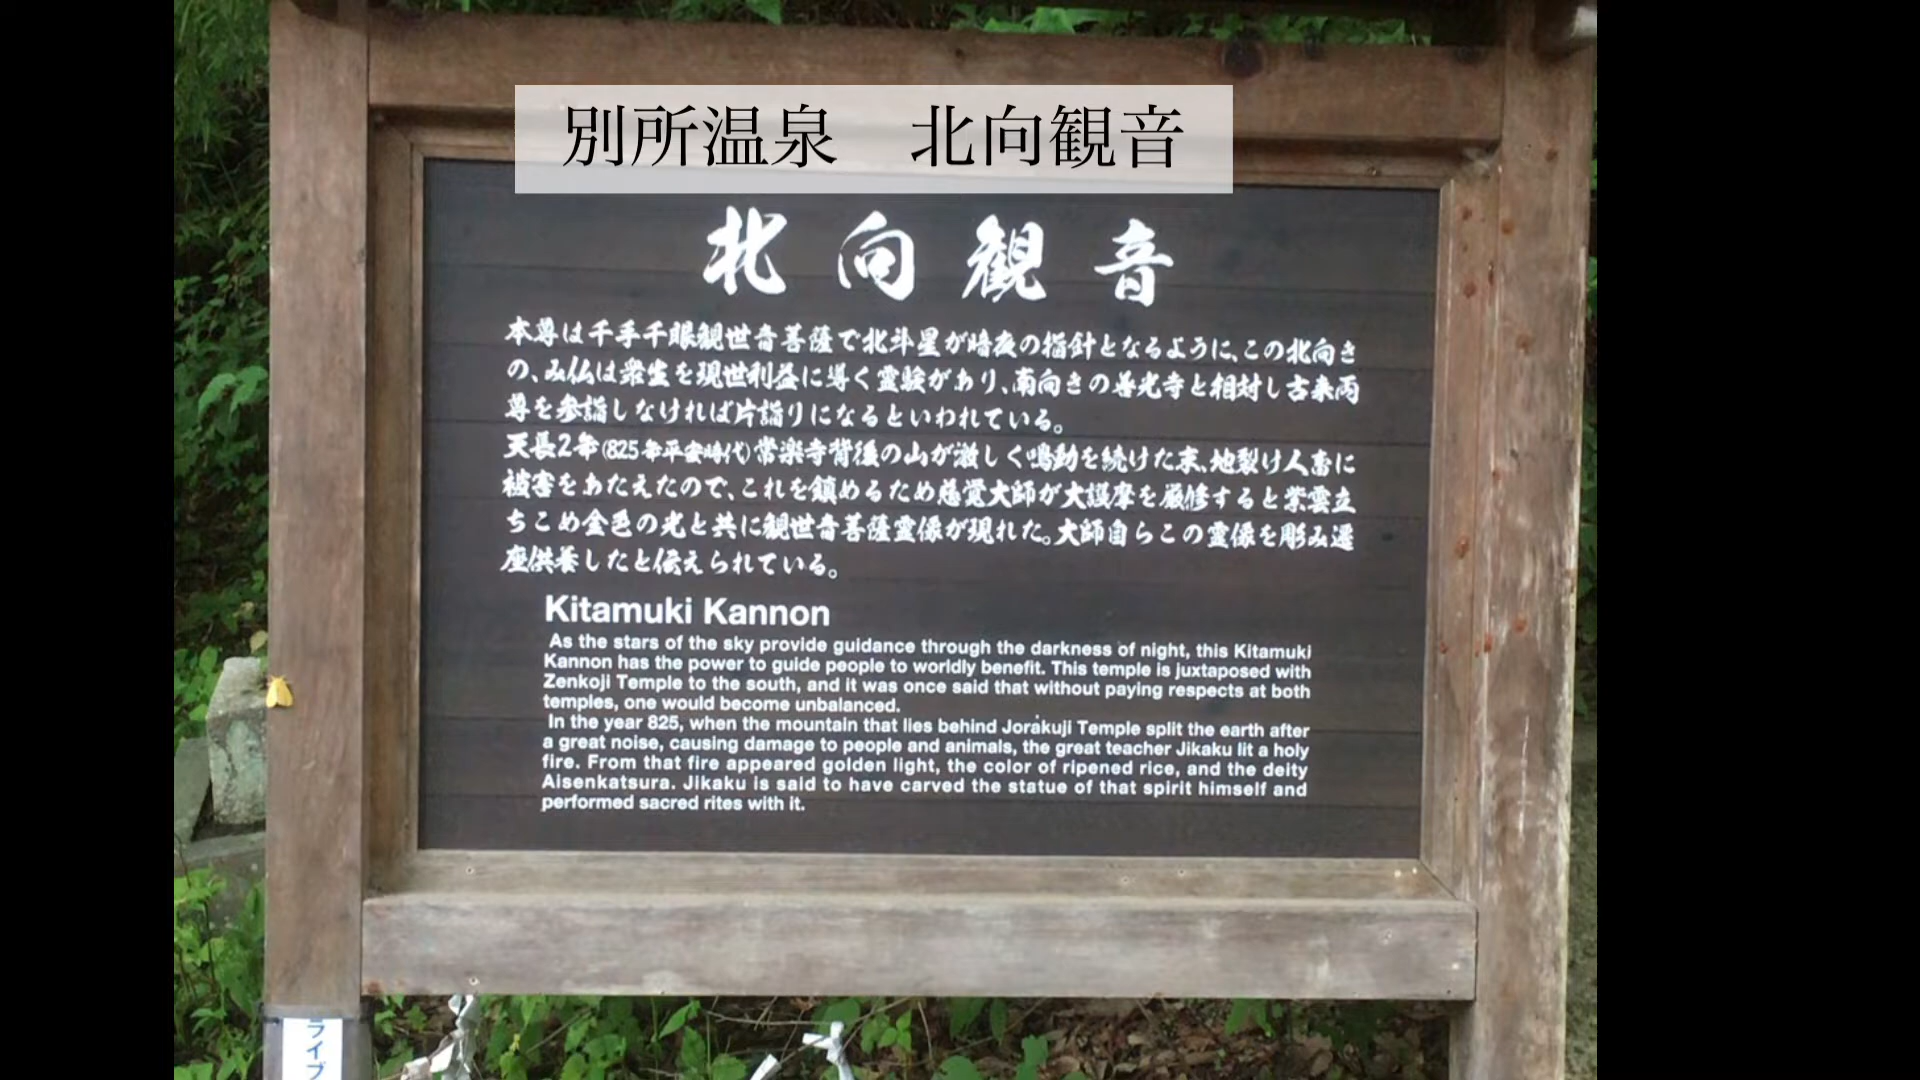 別所温泉　北向観音
北向観音
本尊は千手千眼観世音菩薩で北斗星が暗夜の指針となるように、この北向き
の、み仏は衆生を現世利益に導く霊験があり、南向きの善光寺と相対し古来両
尊を参詣しなければ片詣りになるといわれている。
天長2年(825年平安時代)常楽寺背後の山が激しく鳴動を続けた末、地裂け人畜に
被害をあたえたので、これを鎮めるため慈覚大師が大護摩を厳修すると紫雲立
ちこめ金色の光と共に観世音菩薩霊像が現れた。大師自らこの霊像を彫み遷
座供養したと伝えられている。
Kitamuki Kannon
As the stars of the sky provide guidance through the darkness of night, this Kitamuki
Kannon has the power to guide people to worldly benefit. This temple is juxtaposed with
Zenkoji Temple to the south, and it was once said that without paying respects at both
temples, one would become unbalanced.
In the year 825, when the mountain that lies behind Jorakuji Temple split the earth after
a great noise, causing damage to people and animals, the great teacher Jikaku lit a holy
fire. From that fire appeared golden light, the color of ripened rice, and the deity
Aisenkatsura. Jikaku is said to have carved the statue of that spirit himself and
performed sacred rites with it.
ライブ